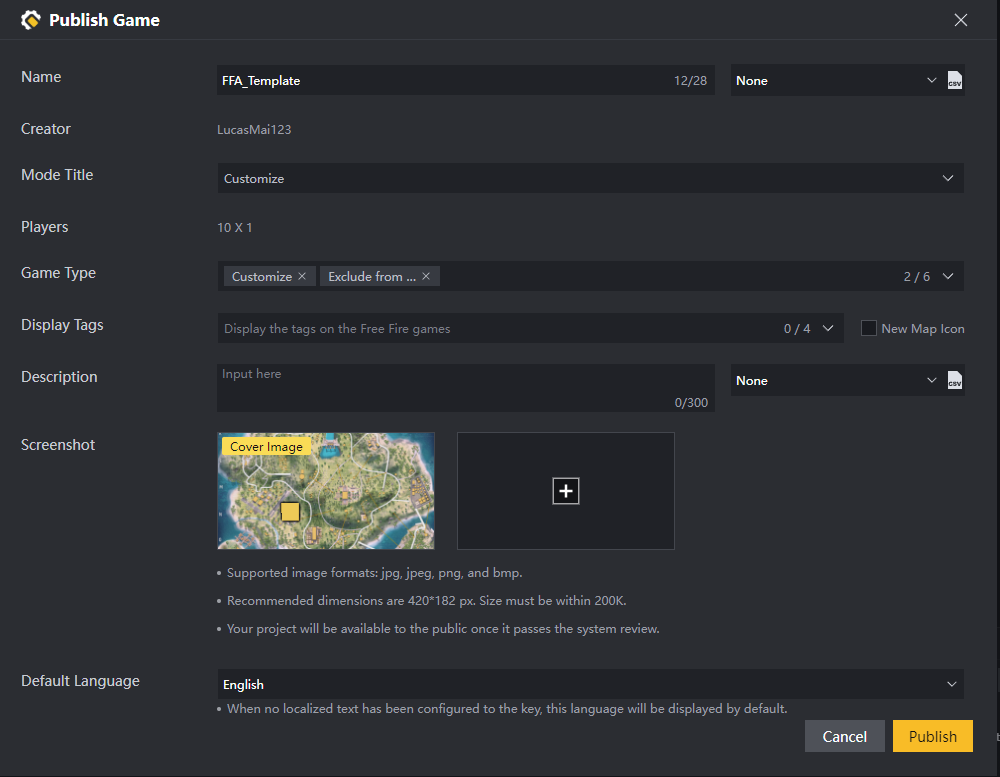 Publish Game
Name
FFA_Template
12/28
None
CSV
Creator
LucasMai123
Mode Title
Customize
Players
10 X 1
Game Type
Customize
Exclude from ...
2 / 6
Display Tags
Display the tags on the Free Fire games
0 / 4
New Map Icon
Description
Input here
0/300
None
CSV
Screenshot
Cover Image
• Supported image formats: jpg, jpeg, png, and bmp.
• Recommended dimensions are 420*182 px. Size must be within 200K.
• Your project will be available to the public once it passes the system review.
Default Language
English
• When no localized text has been configured to the key, this language will be displayed by default.
Cancel
Publish